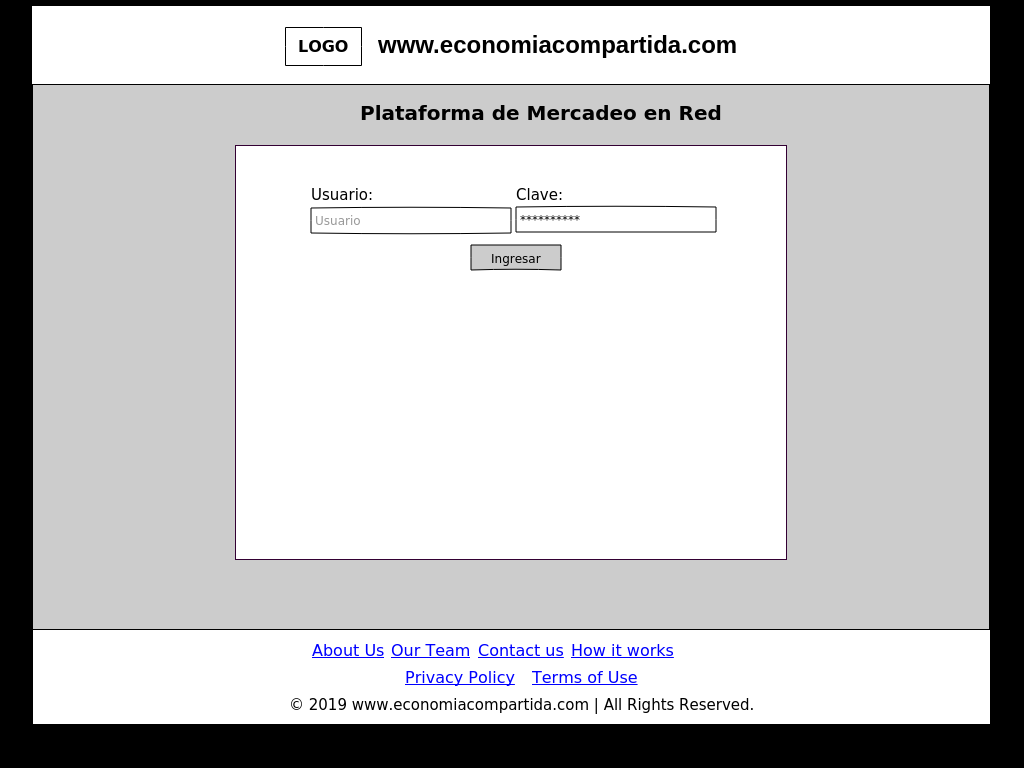 LOGO www.economiacompartida.com
Plataforma de Mercadeo en Red
Usuario: Clave:
Usuario **********
Ingresar
About Us Our Team Contact us How it works
Privacy Policy Terms of Use
© 2019 www.economiacompartida.com | All Rights Reserved.